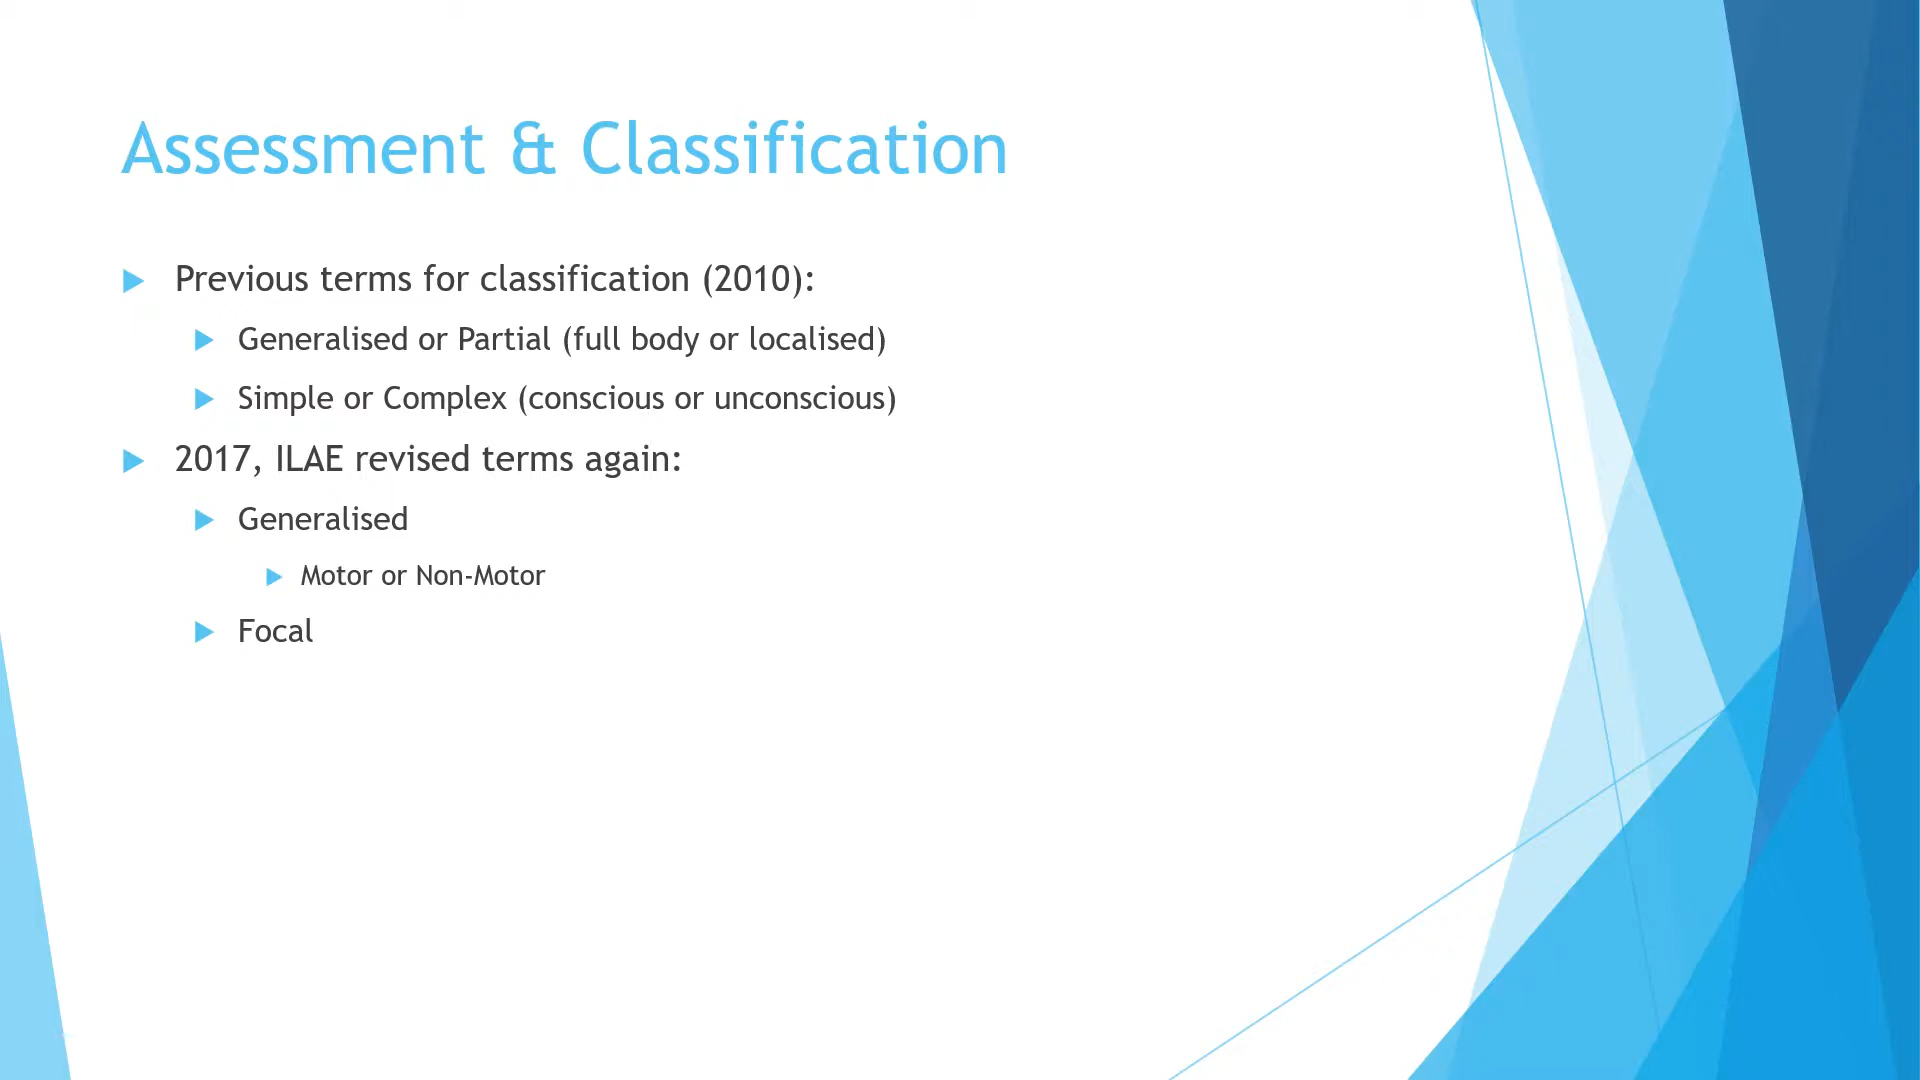 Assessment & Classification
Previous terms for classification (2010):
Generalised or Partial (full body or localised)
Simple or Complex (conscious or unconscious)
2017, ILAE revised terms again:
Generalised
Motor or Non-Motor
Focal